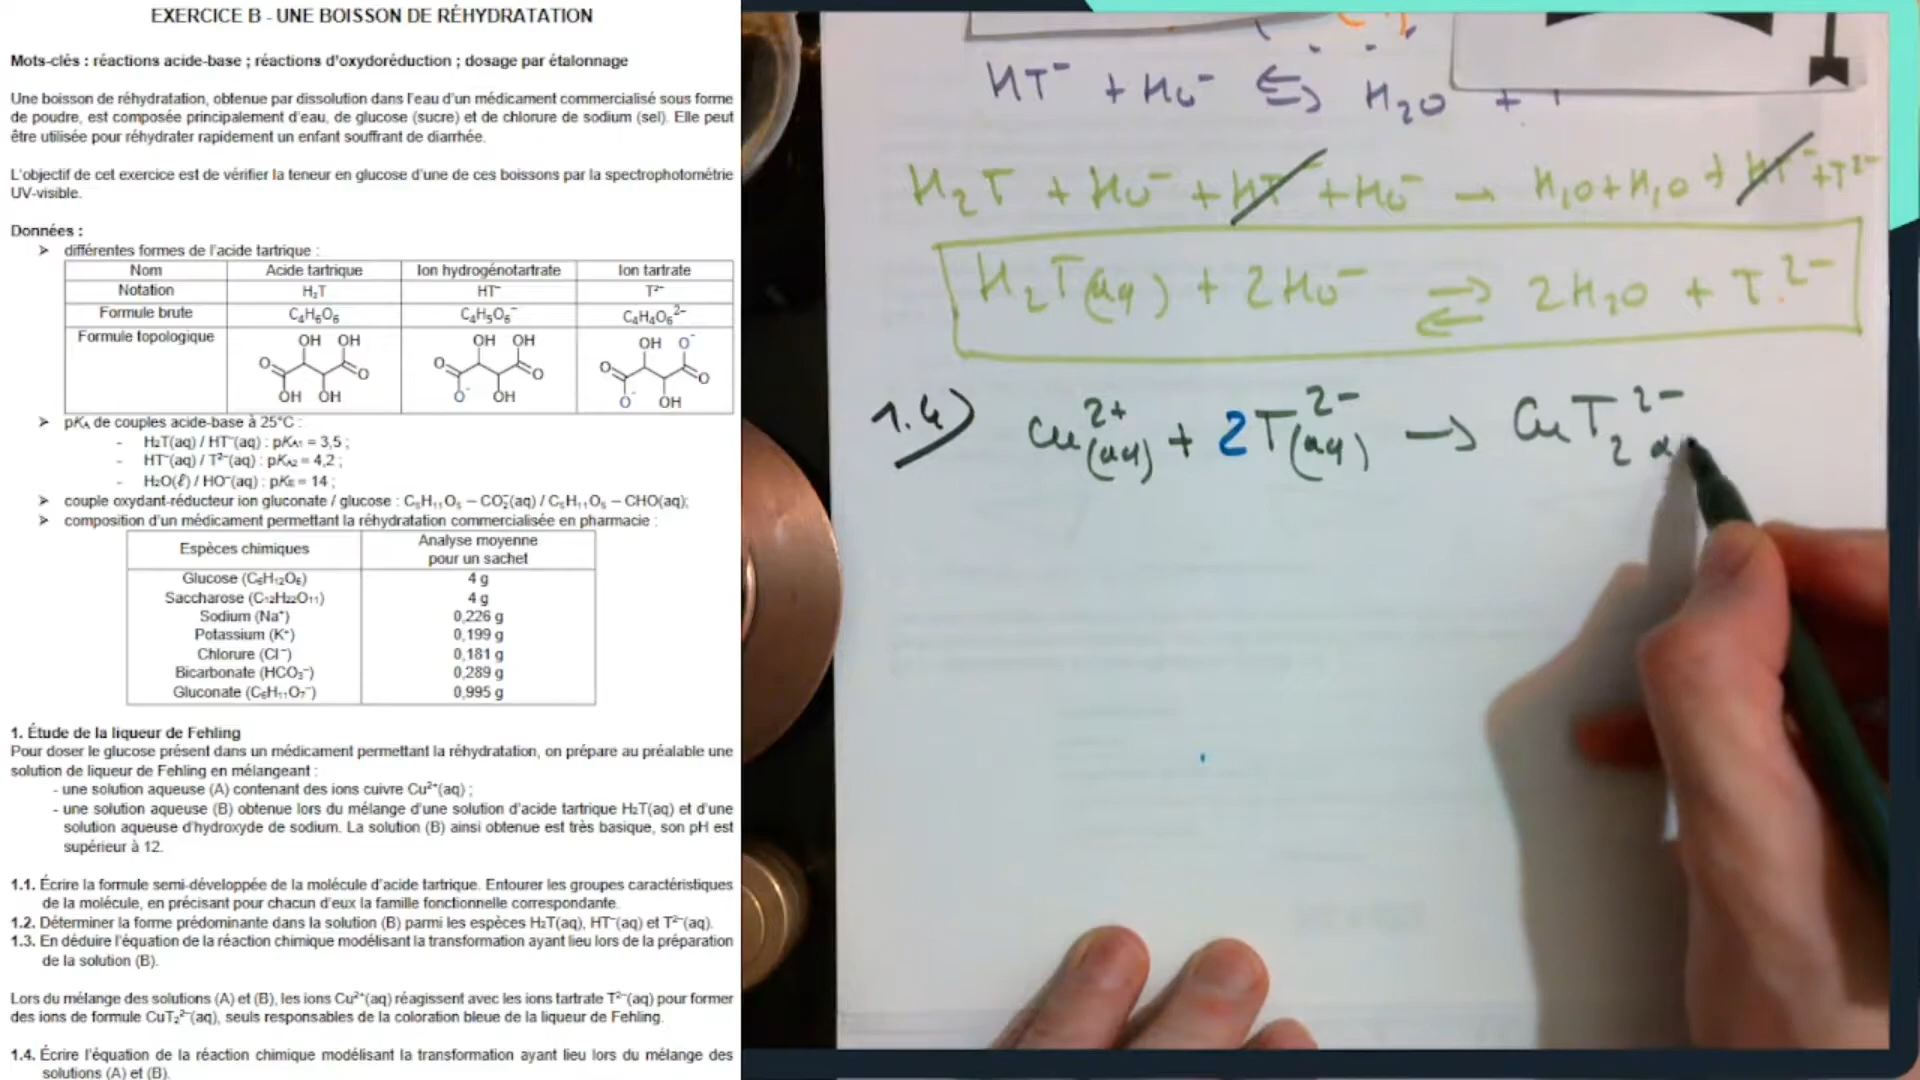 EXERCICE B - UNE BOISSON DE RÉHYDRATATION
Mots-clés : réactions acide-base ; réactions d'oxydoréduction ; dosage par étalonnage
Une boisson de réhydratation, obtenue par dissolution dans l'eau d'un médicament commercialisé sous forme
de poudre, est composée principalement d'eau, de glucose (sucre) et de chlorure de sodium (sel). Elle peut
être utilisée pour réhydrater rapidement un enfant souffrant de diarrhée.
L'objectif de cet exercice est de vérifier la teneur en glucose d'une de ces boissons par la spectrophotométrie
UV-visible.
Données :
➤ différentes formes de l'acide tartrique :
Nom Acide tartrique Ion hydrogénotartrate Ion tartrate
Notation H₂T HT⁻ T²⁻
Formule brute C₄H₆O₆ C₄H₅O₆⁻ C₄H₄O₆²⁻
Formule topologique
OH OH OH OH OH O⁻
O O O O O O
OH OH O⁻ OH O⁻ OH
➤ pKA de couples acide-base à 25°C :
- H₂T(aq) / HT⁻(aq) : pKA1 = 3,5 ;
- HT⁻(aq) / T²⁻(aq) : pKA2 = 4,2 ;
- H₂O(ℓ) / HO⁻(aq) : pKE = 14 ;
➤ couple oxydant-réducteur ion gluconate / glucose : C₅H₁₁O₅ – CO₂⁻(aq) / C₅H₁₁O₅ – CHO(aq);
➤ composition d'un médicament permettant la réhydratation commercialisée en pharmacie :
Espèces chimiques Analyse moyenne
pour un sachet
Glucose (C₆H₁₂O₆) 4 g
Saccharose (C₁₂H₂₂O₁₁) 4 g
Sodium (Na⁺) 0,226 g
Potassium (K⁺) 0,199 g
Chlorure (Cl⁻) 0,181 g
Bicarbonate (HCO₃⁻) 0,289 g
Gluconate (C₆H₁₁O₇⁻) 0,995 g
1. Étude de la liqueur de Fehling
Pour doser le glucose présent dans un médicament permettant la réhydratation, on prépare au préalable une
solution de liqueur de Fehling en mélangeant :
- une solution aqueuse (A) contenant des ions cuivre Cu²⁺(aq) ;
- une solution aqueuse (B) obtenue lors du mélange d'une solution d'acide tartrique H₂T(aq) et d'une
solution aqueuse d'hydroxyde de sodium. La solution (B) ainsi obtenue est très basique, son pH est
supérieur à 12.
1.1. Écrire la formule semi-développée de la molécule d'acide tartrique. Entourer les groupes caractéristiques
de la molécule, en précisant pour chacun d'eux la famille fonctionnelle correspondante.
1.2. Déterminer la forme prédominante dans la solution (B) parmi les espèces H₂T(aq), HT⁻(aq) et T²⁻(aq).
1.3. En déduire l'équation de la réaction chimique modélisant la transformation ayant lieu lors de la préparation
de la solution (B).
Lors du mélange des solutions (A) et (B), les ions Cu²⁺(aq) réagissent avec les ions tartrate T²⁻(aq) pour former
des ions de formule CuT₂²⁻(aq), seuls responsables de la coloration bleue de la liqueur de Fehling.
1.4. Écrire l'équation de la réaction chimique modélisant la transformation ayant lieu lors du mélange des
solutions (A) et (B).
HT⁻ + HO⁻ ⇌ H₂O +
H₂T + HO⁻ + HT⁻ + HO⁻ → H₂O + H₂O + HT⁻ + T²⁻
H₂T(aq) + 2HO⁻ ⇌ 2H₂O + T²⁻
1.4) Cu²⁺(aq) + 2T²⁻(aq) → CuT₂²⁻